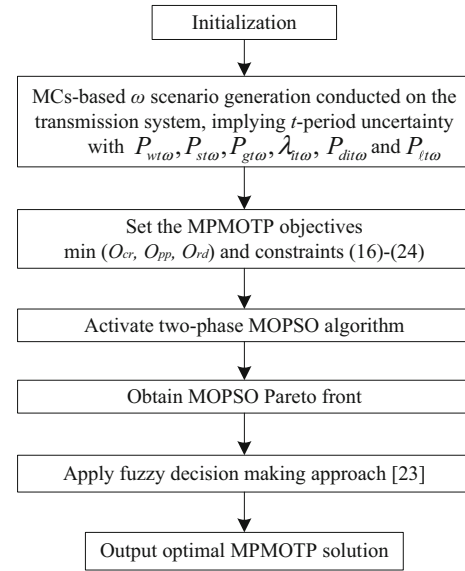 Initialization
MCs-based ω scenario generation conducted on the
transmission system, implying t-period uncertainty
with P_wtω, P_stω, P_gtω, λ_itω, P_ditω and P_ℓtω
Set the MPMOTP objectives
min (O_cr, O_pp, O_rd) and constraints (16)-(24)
Activate two-phase MOPSO algorithm
Obtain MOPSO Pareto front
Apply fuzzy decision making approach [23]
Output optimal MPMOTP solution